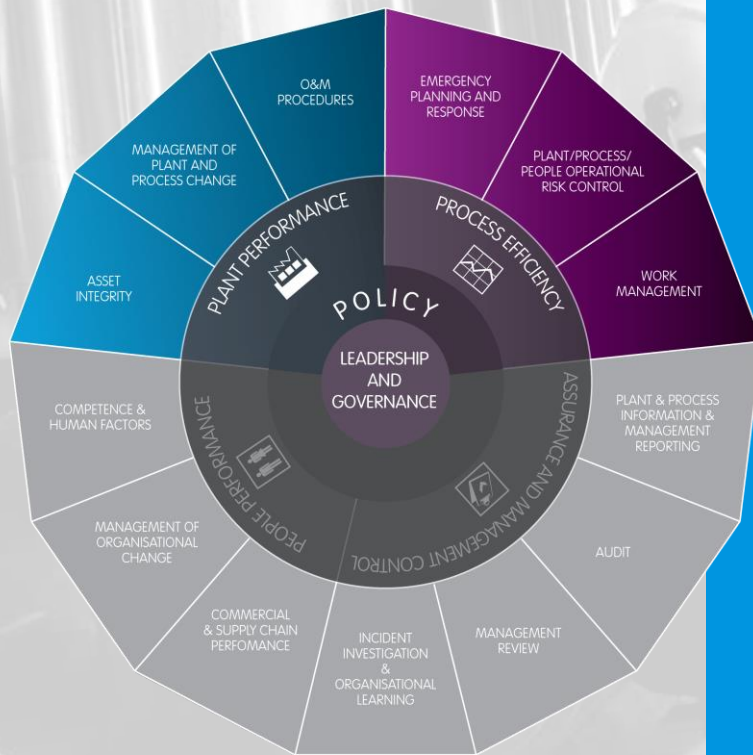 O&M
PROCEDURES
EMERGENCY
PLANNING AND
RESPONSE
MANAGEMENT OF
PLANT AND
PROCESS CHANGE
PLANT/PROCESS/
PEOPLE OPERATIONAL
RISK CONTROL
ASSET
INTEGRITY
WORK
MANAGEMENT
PLANT PERFORMANCE
PROCESS EFFICIENCY
POLICY
LEADERSHIP
AND
GOVERNANCE
PEOPLE PERFORMANCE
ASSURANCE AND MANAGEMENT CONTROL
COMPETENCE &
HUMAN FACTORS
PLANT & PROCESS
INFORMATION &
MANAGEMENT
REPORTING
MANAGEMENT OF
ORGANISATIONAL
CHANGE
AUDIT
COMMERCIAL
& SUPPLY CHAIN
PERFOMANCE
INCIDENT
INVESTIGATION
&
ORGANISATIONAL
LEARNING
MANAGEMENT
REVIEW